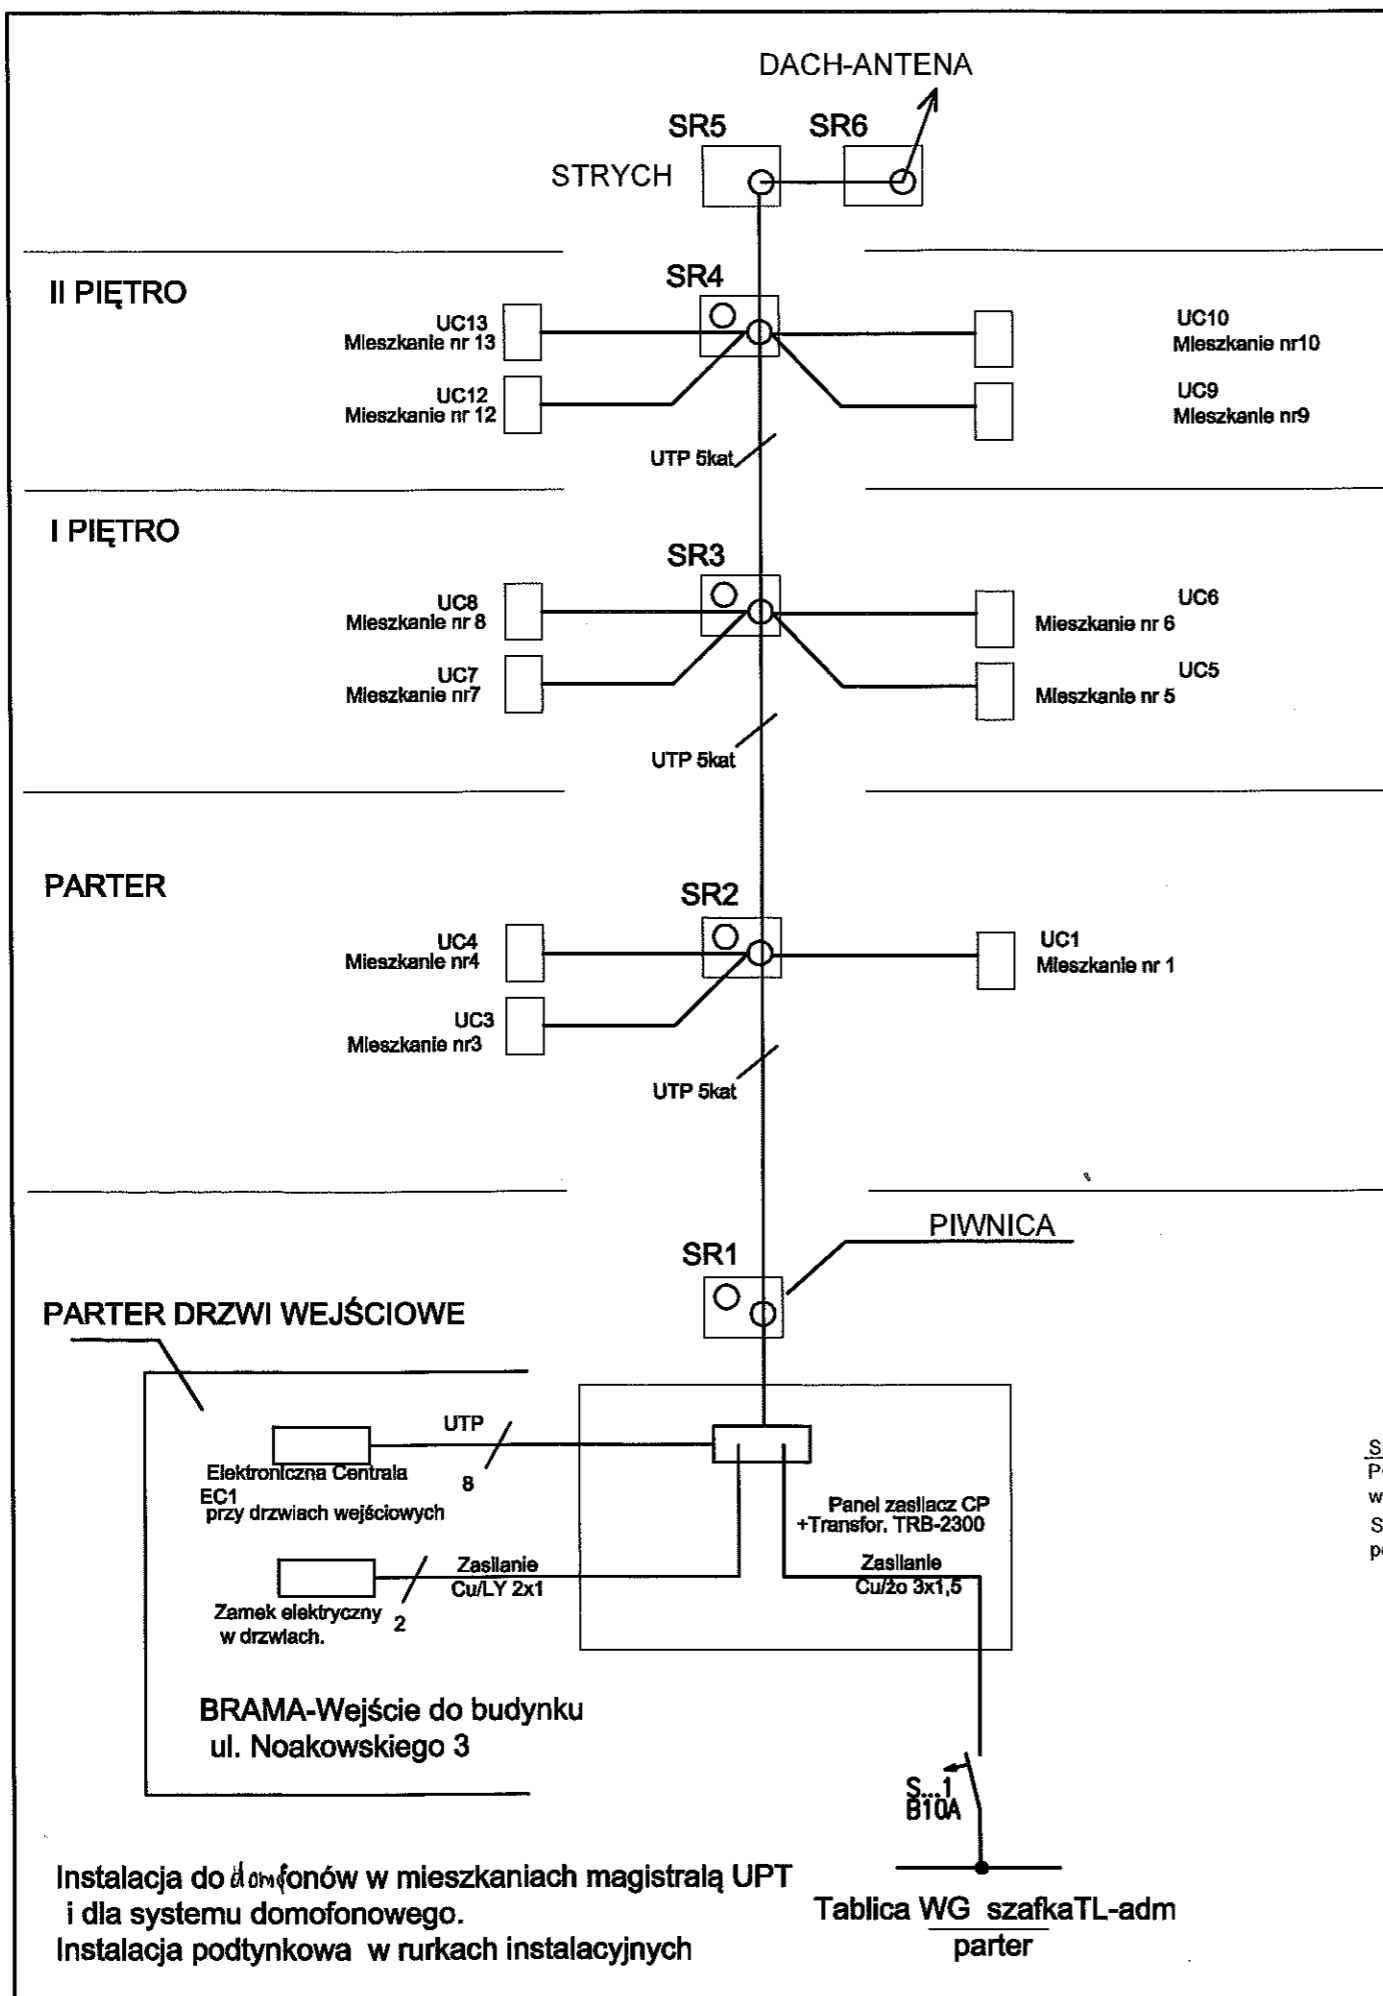 DACH-ANTENA
SR5
SR6
STRYCH
II PIĘTRO
SR4
UC13
Mieszkanie nr 13
UC10
Mieszkanie nr10
UC12
Mieszkanie nr 12
UC9
Mieszkanie nr9
UTP 5kat
I PIĘTRO
SR3
UC8
Mieszkanie nr 8
UC6
Mieszkanie nr 6
UC7
Mieszkanie nr7
UC5
Mieszkanie nr 5
UTP 5kat
PARTER
SR2
UC4
Mieszkanie nr4
UC1
Mieszkanie nr 1
UC3
Mieszkanie nr3
UTP 5kat
PIWNICA
SR1
PARTER DRZWI WEJŚCIOWE
UTP
8
Elektroniczna Centrala
EC1
przy drzwiach wejściowych
Panel zasilacz CP
+Transfor. TRB-2300
Zasilanie
Cu/LY 2x1
2
Zasilanie
Cu/żo 3x1,5
Zamek elektryczny
w drzwiach.
BRAMA-Wejście do budynku
ul. Noakowskiego 3
S...1
B10A
Instalacja do domofonów w mieszkaniach magistralą UPT
i dla systemu domofonowego.
Instalacja podtynkowa w rurkach instalacyjnych
Tablica WG szafkaTL-adm
parter